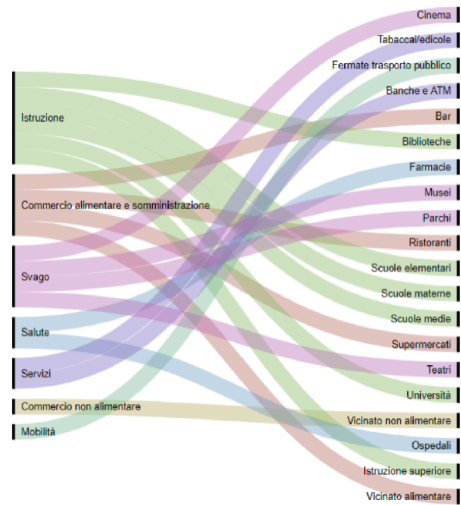 Istruzione
Commercio alimentare e somministrazione
Svago
Salute
Servizi
Commercio non alimentare
Mobilità
Cinema
Tabaccai/edicole
Fermate trasporto pubblico
Banche e ATM
Bar
Biblioteche
Farmacie
Musei
Parchi
Ristoranti
Scuole elementari
Scuole materne
Scuole medie
Supermercati
Teatri
Università
Vicinato non alimentare
Ospedali
Istruzione superiore
Vicinato alimentare